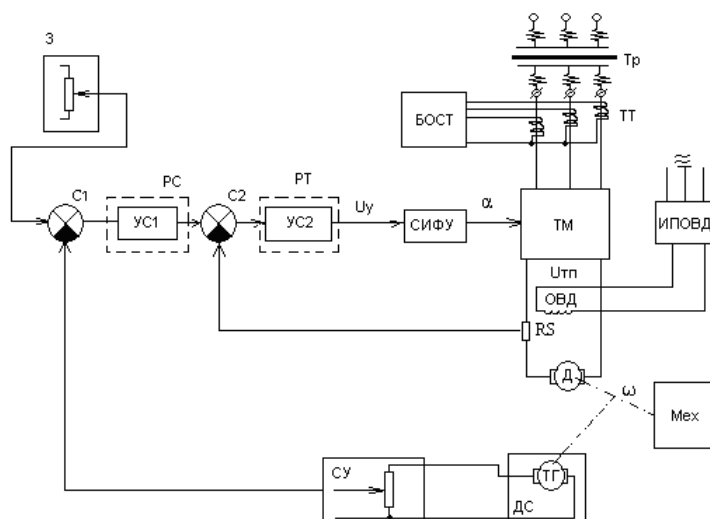 З
Тр
БОСТ
ТТ
С1
РС
С2
РТ
УС1
УС2
Uу
СИФУ
α
ТМ
ИПОВД
Uтп
ОВД
RS
Д
ω
Мех
СУ
ТГ
ДС